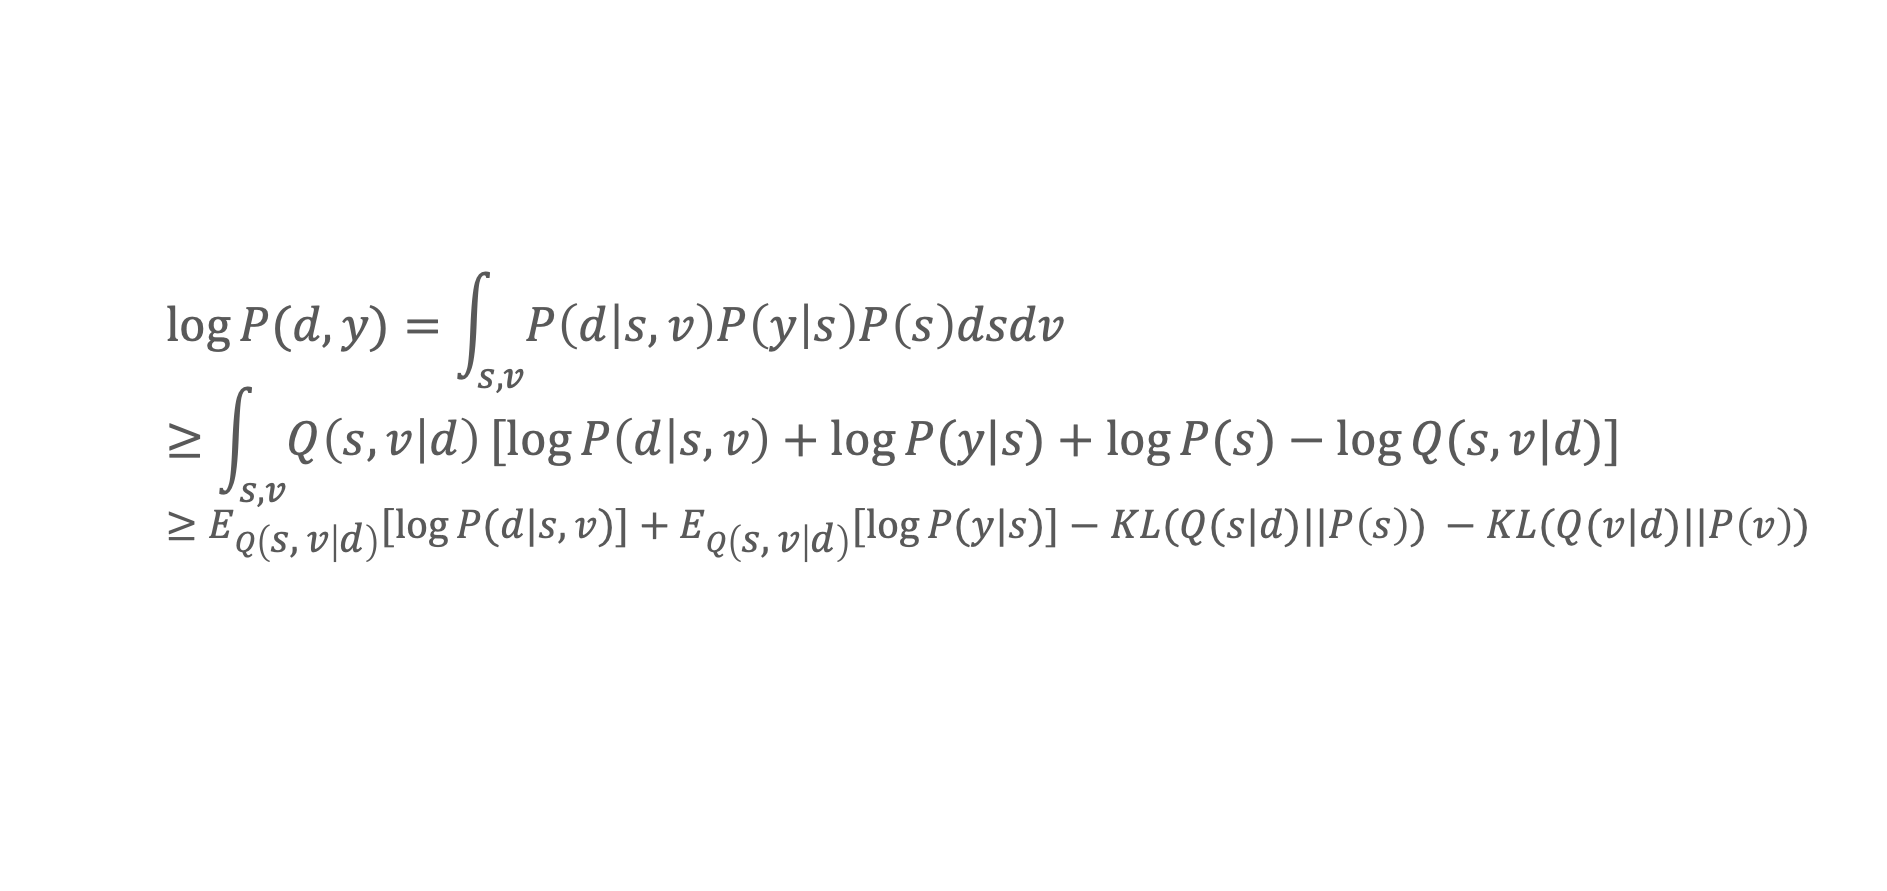 log P(d, y) = ∫_{s,v} P(d|s, v)P(y|s)P(s)dsdv
≥ ∫_{s,v} Q(s, v|d) [log P(d|s, v) + log P(y|s) + log P(s) − log Q(s, v|d)]
≥ E_{Q(s, v|d)}[log P(d|s, v)] + E_{Q(s, v|d)}[log P(y|s)] − KL(Q(s|d)||P(s)) − KL(Q(v|d)||P(v))